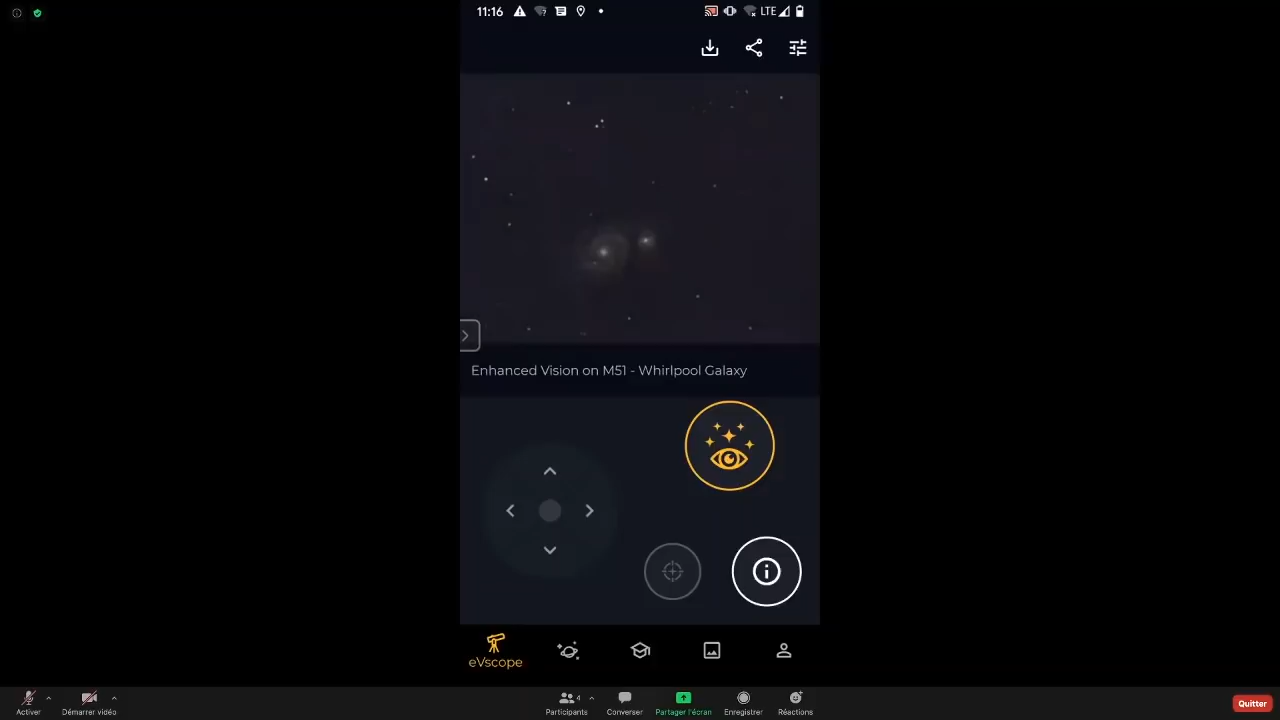 11:16
LTE
Enhanced Vision on M51 - Whirlpool Galaxy
eVscope
Activer
Démarrer vidéo
Participants
4
Converser
Partager l'écran
Enregistrer
Réactions
Quitter